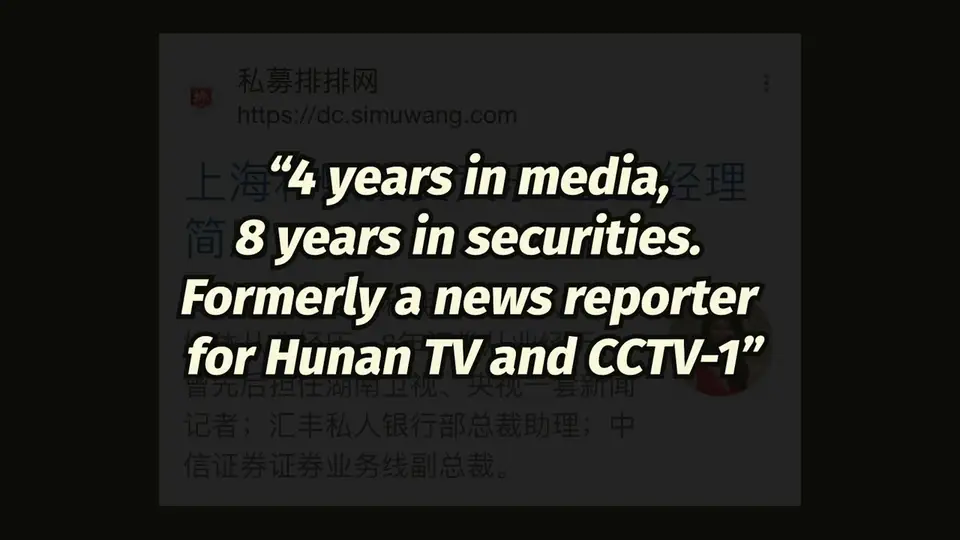 私募排排网
https://dc.simuwang.com
“4 years in media,
8 years in securities.
Formerly a news reporter
for Hunan TV and CCTV-1”
上海
经理
简
曾先后担任湖南卫视、央视一套新闻
记者；汇丰私人银行部总裁助理；中
信证券证券业务线副总裁。